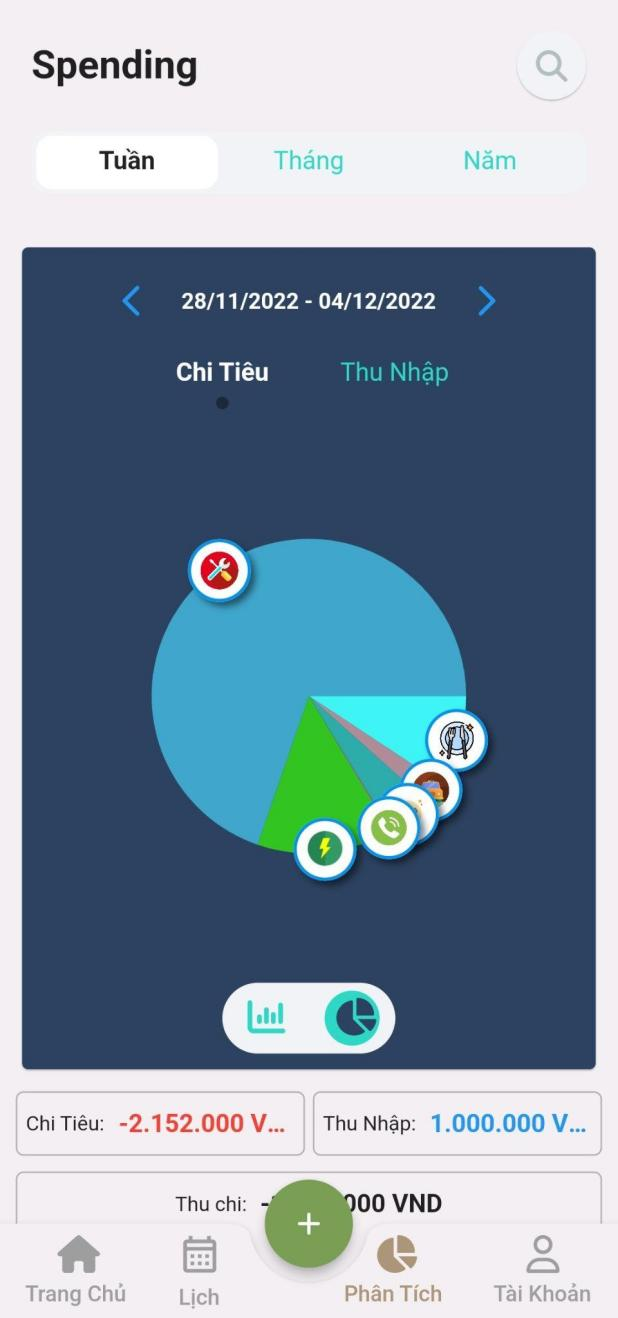 Spending
Tuần Tháng Năm
28/11/2022 - 04/12/2022
Chi Tiêu Thu Nhập
Chi Tiêu: -2.152.000 V... Thu Nhập: 1.000.000 V...
Thu chi: 000 VND
Trang Chủ Lịch Phân Tích Tài Khoản